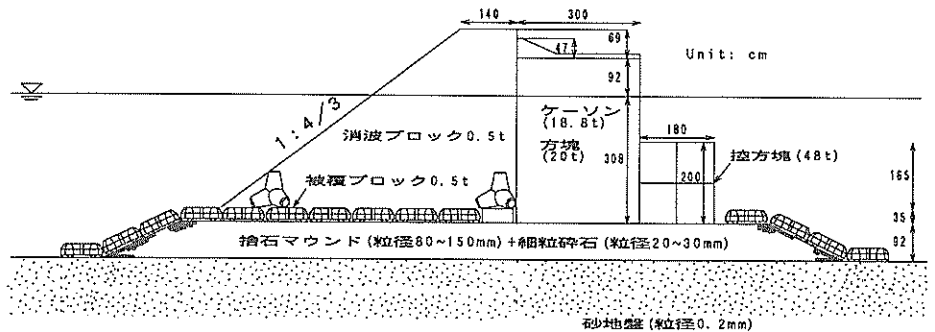 140
300
69
47
Unit: cm
92
1:4/3
ケーソン
(18.8t)
消波ブロック0.5t
方塊
(20t)
308
180
控方塊(48t)
200
165
被覆ブロック0.5t
35
捨石マウンド(粒径80~150mm)+細粒砕石(粒径20~30mm)
92
砂地盤(粒径0.2mm)